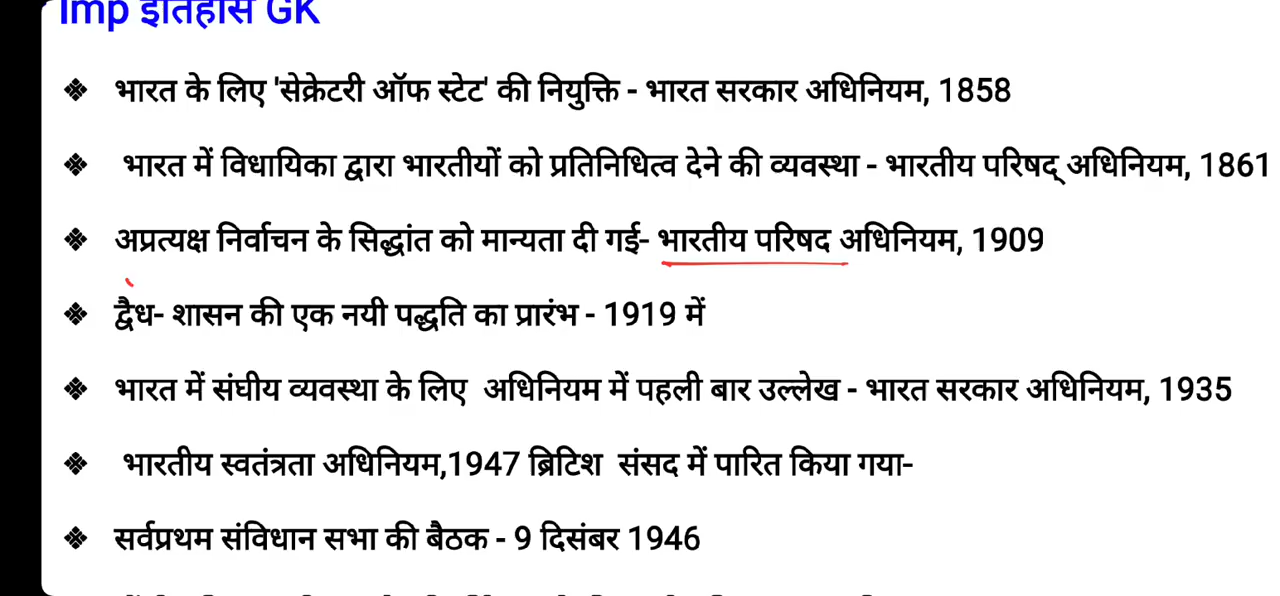 Imp इतिहास GK
❖ भारत के लिए 'सेक्रेटरी ऑफ स्टेट' की नियुक्ति - भारत सरकार अधिनियम, 1858
❖ भारत में विधायिका द्वारा भारतीयों को प्रतिनिधित्व देने की व्यवस्था - भारतीय परिषद् अधिनियम, 1861
❖ अप्रत्यक्ष निर्वाचन के सिद्धांत को मान्यता दी गई- भारतीय परिषद अधिनियम, 1909
❖ द्वैध- शासन की एक नयी पद्धति का प्रारंभ - 1919 में
❖ भारत में संघीय व्यवस्था के लिए अधिनियम में पहली बार उल्लेख - भारत सरकार अधिनियम, 1935
❖ भारतीय स्वतंत्रता अधिनियम,1947 ब्रिटिश संसद में पारित किया गया-
❖ सर्वप्रथम संविधान सभा की बैठक - 9 दिसंबर 1946